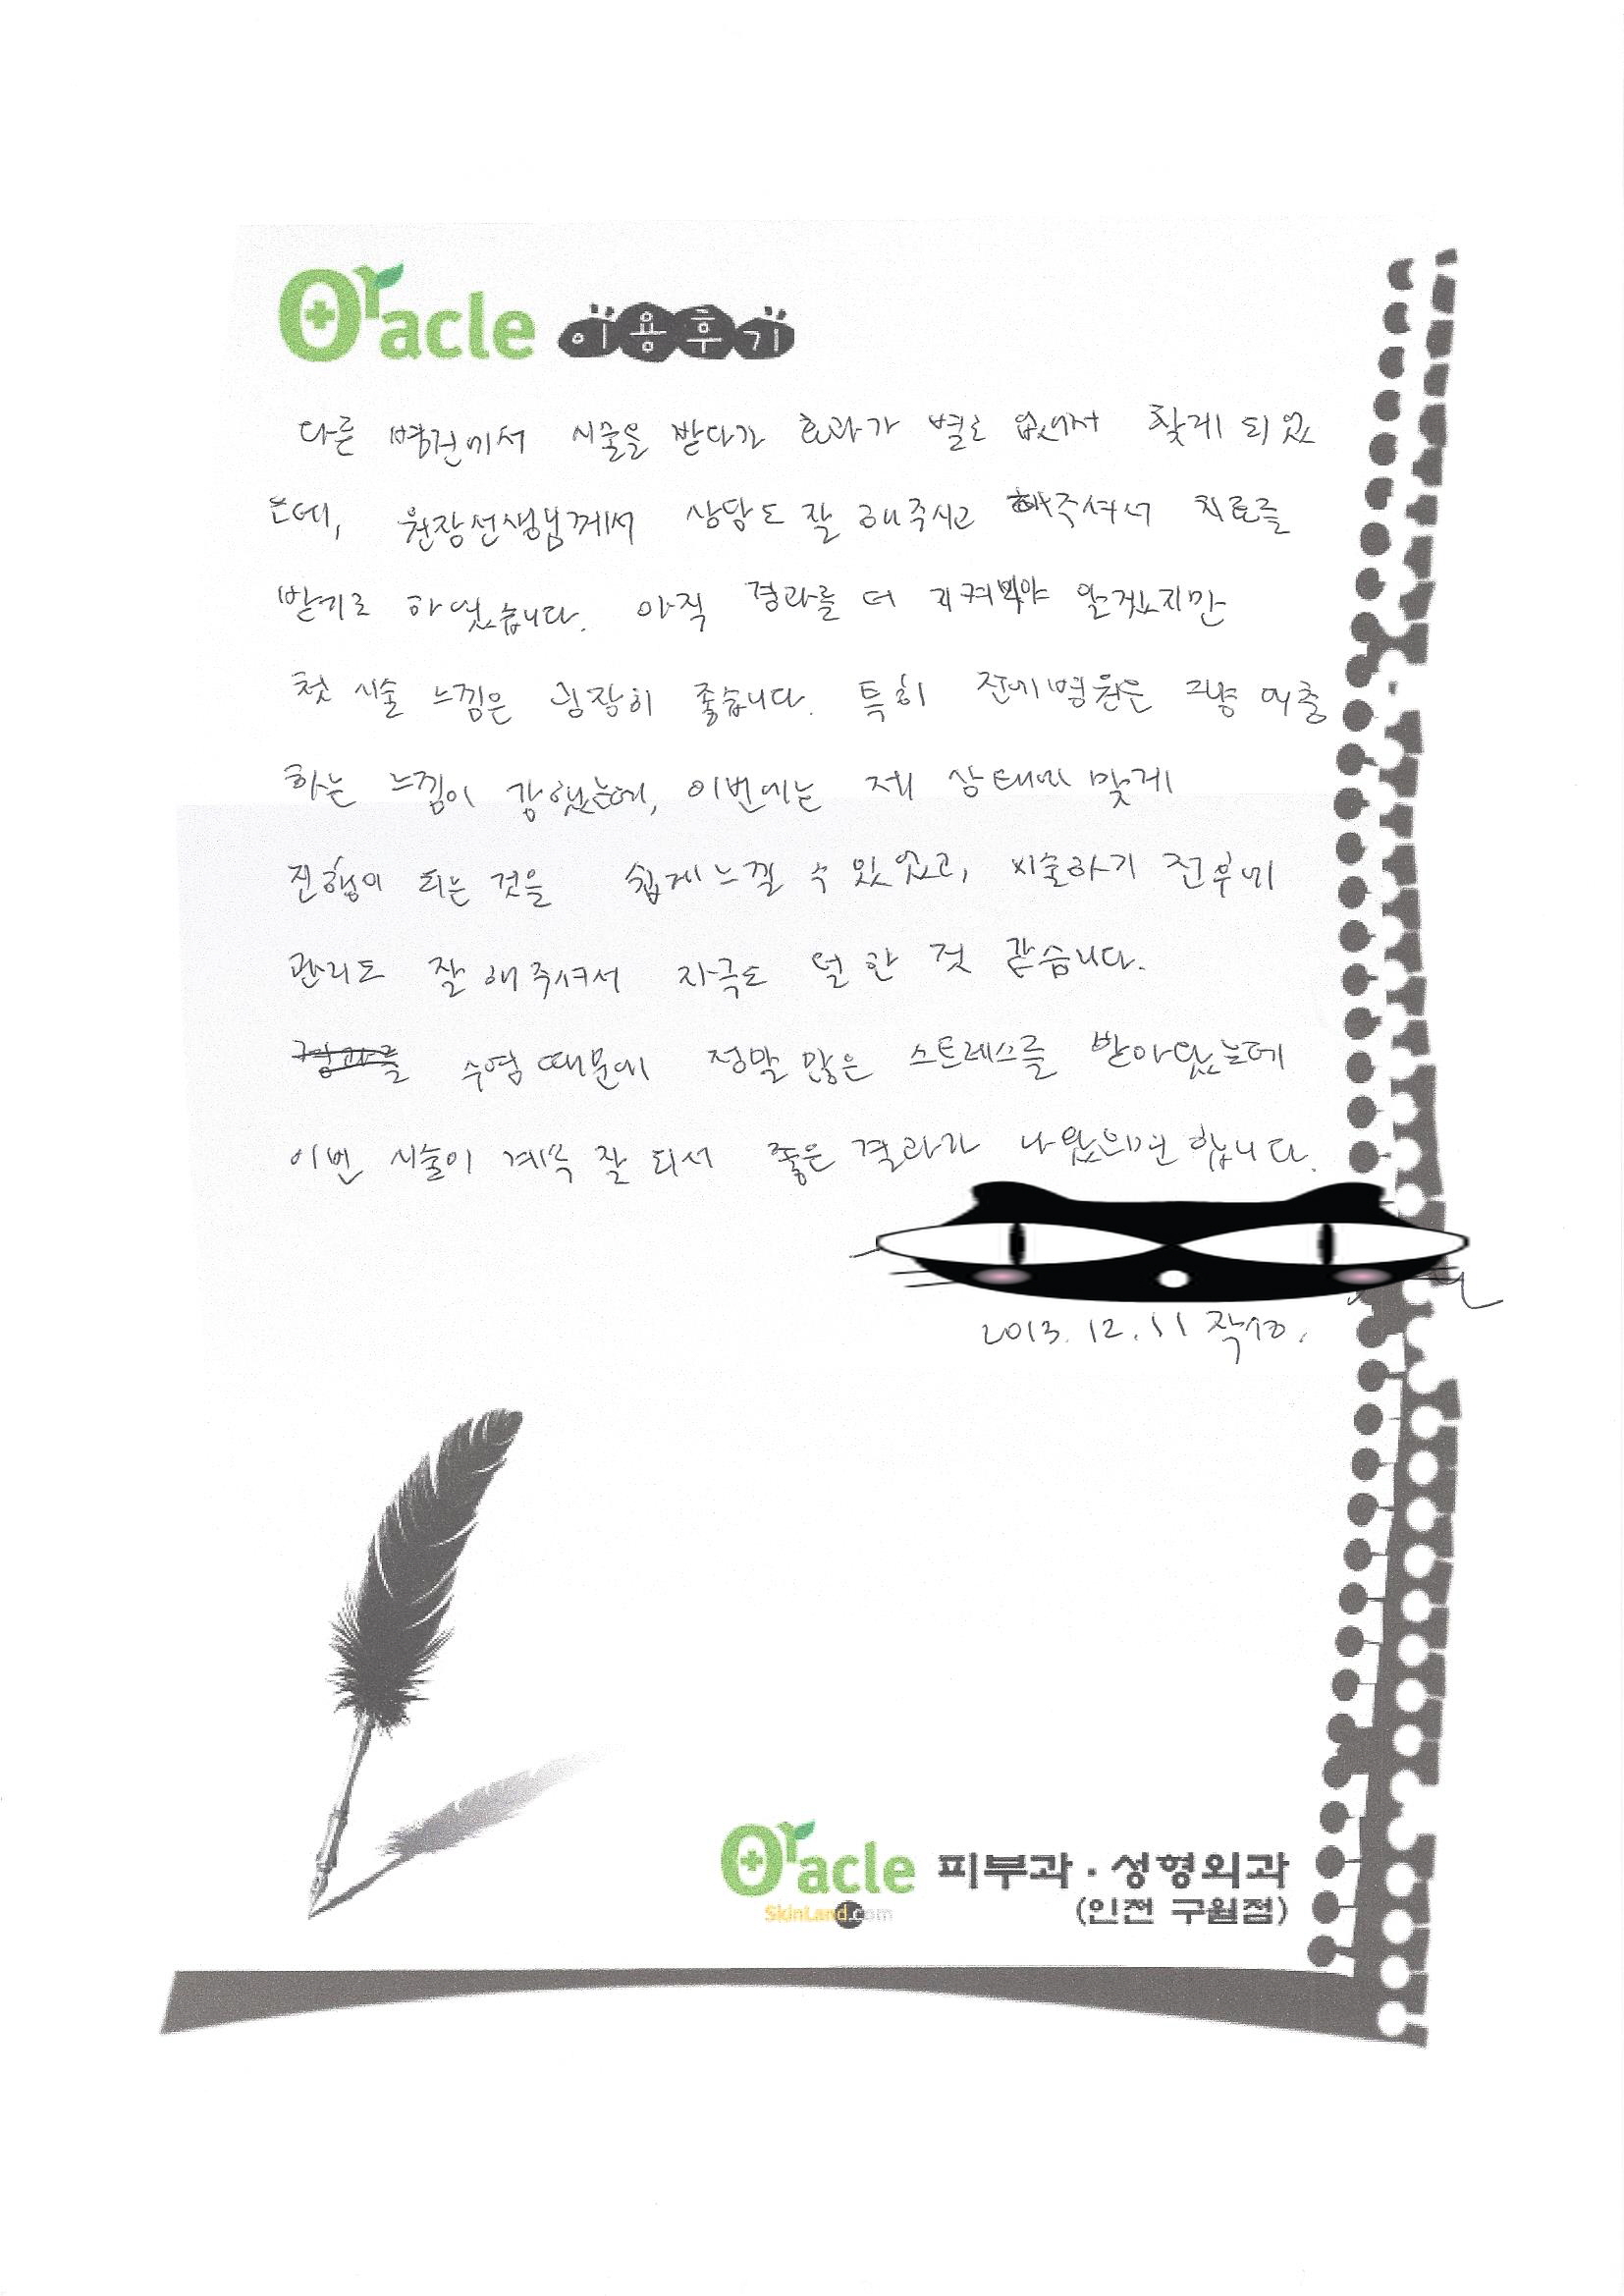 Oracle 이용후기
다른 병원에서 시술을 받다가 효과가 별로 없어서 찾게 되었
는데, 원장선생님께서 상담도 잘 해주시고 해주셔서 치료를
받기로 하였습니다. 아직 결과를 더 지켜봐야 알겠지만
첫 시술 느낌은 굉장히 좋습니다. 특히 전에병원은 그냥
하는 느낌이 강했는데, 이번에는 제 상태에 맞게
진행이 되는 것을 쉽게느낄 수 있었고, 시술하기 전후에
관리도 잘 해주셔서 자극도 덜 한 것 같습니다.
수염 때문에 정말 많은 스트레스를 받아왔는데
이번 시술이 계속 잘 되서 좋은 결과가 나왔으면 합니다.
2013. 12. 11 작성.
Oracle 피부과 · 성형외과
SkinLand.com (인천 구월점)